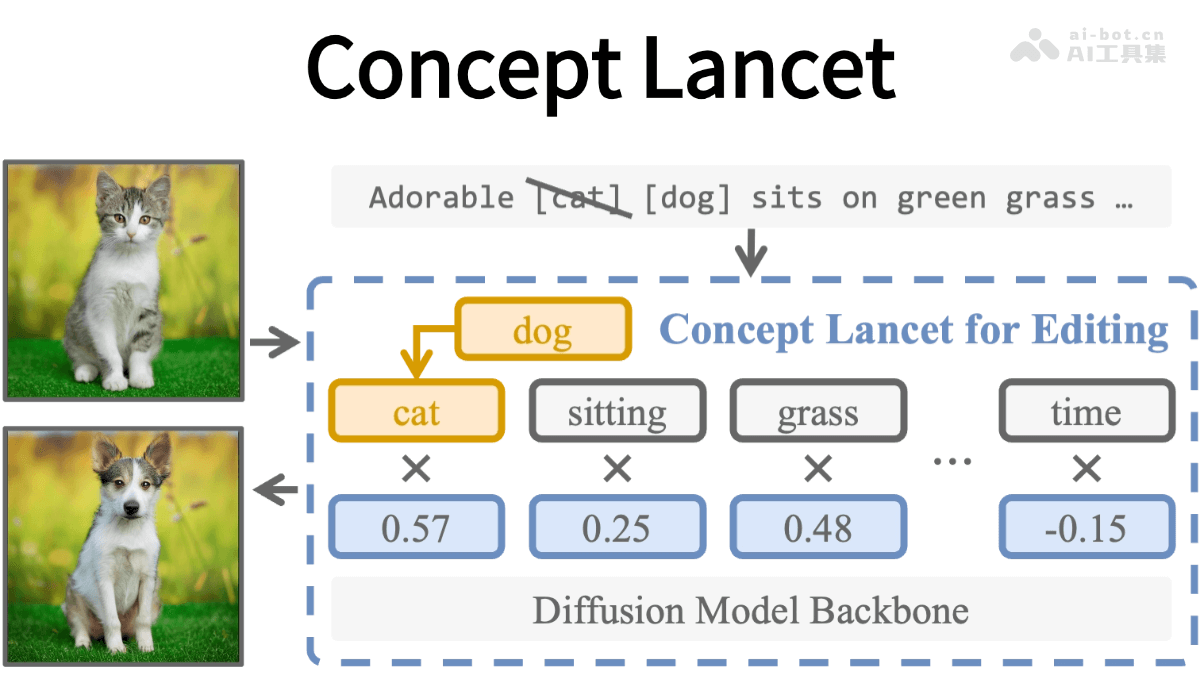 Concept Lancet
ai-bot.cn
AI工具集
Adorable [cat] [dog] sits on green grass …
dog
Concept Lancet for Editing
cat sitting grass … time
× × × ×
0.57 0.25 0.48 -0.15
Diffusion Model Backbone